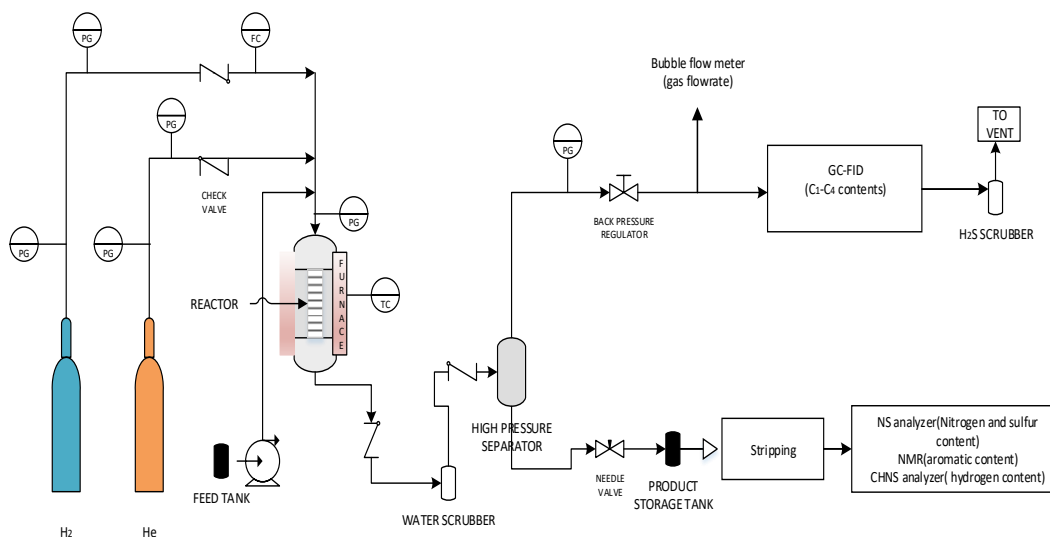 PG
FC
PG
CHECK
VALVE
PG
PG
PG
REACTOR
FURNACE
TC
FEED TANK
H2
He
WATER SCRUBBER
HIGH PRESSURE
SEPARATOR
PG
BACK PRESSURE
REGULATOR
Bubble flow meter
(gas flowrate)
GC-FID
(C1-C4 contents)
TO
VENT
H2S SCRUBBER
NEEDLE
VALVE
PRODUCT
STORAGE TANK
Stripping
NS analyzer(Nitrogen and sulfur
content)
NMR(aromatic content)
CHNS analyzer( hydrogen content)